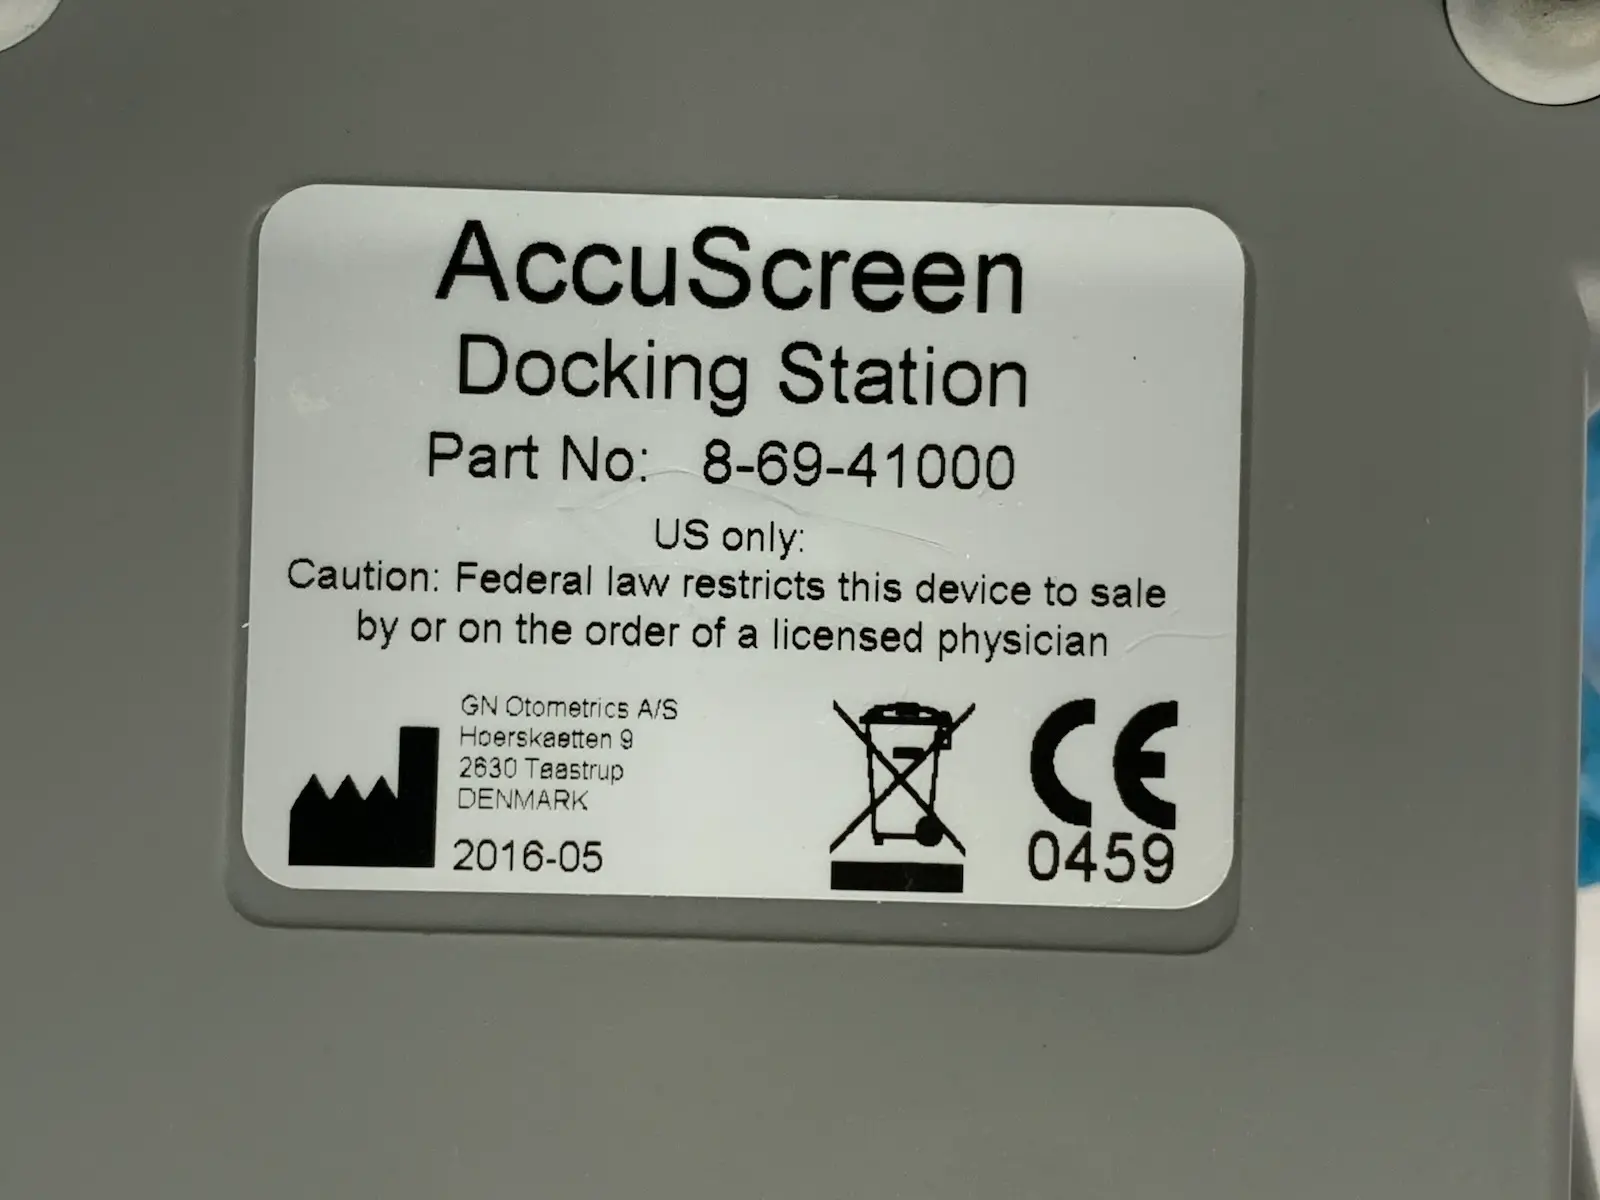 AccuScreen
Docking Station
Part No: 8-69-41000
US only:
Caution: Federal law restricts this device to sale
by or on the order of a licensed physician
GN Otometrics A/S
Hoerskaetten 9
2630 Taastrup
DENMARK
2016-05
CE
0459